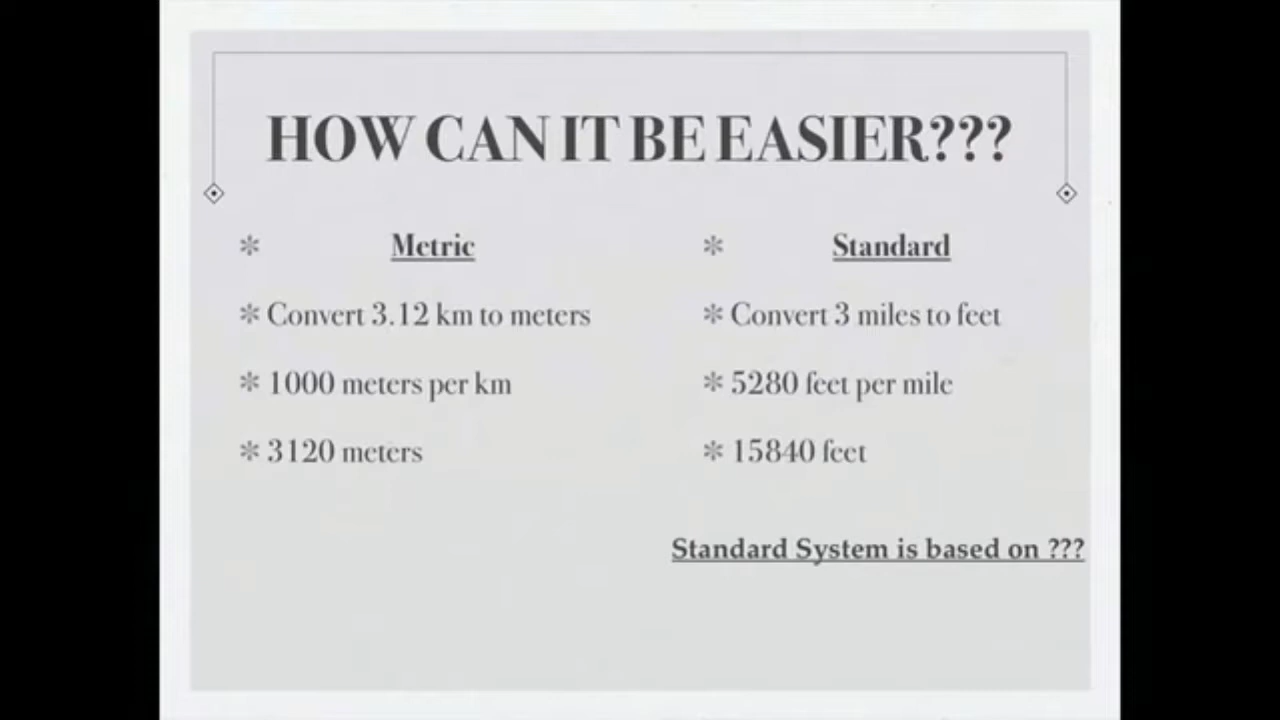 HOW CAN IT BE EASIER???
Metric
Convert 3.12 km to meters
1000 meters per km
3120 meters
Standard
Convert 3 miles to feet
5280 feet per mile
15840 feet
Standard System is based on ???